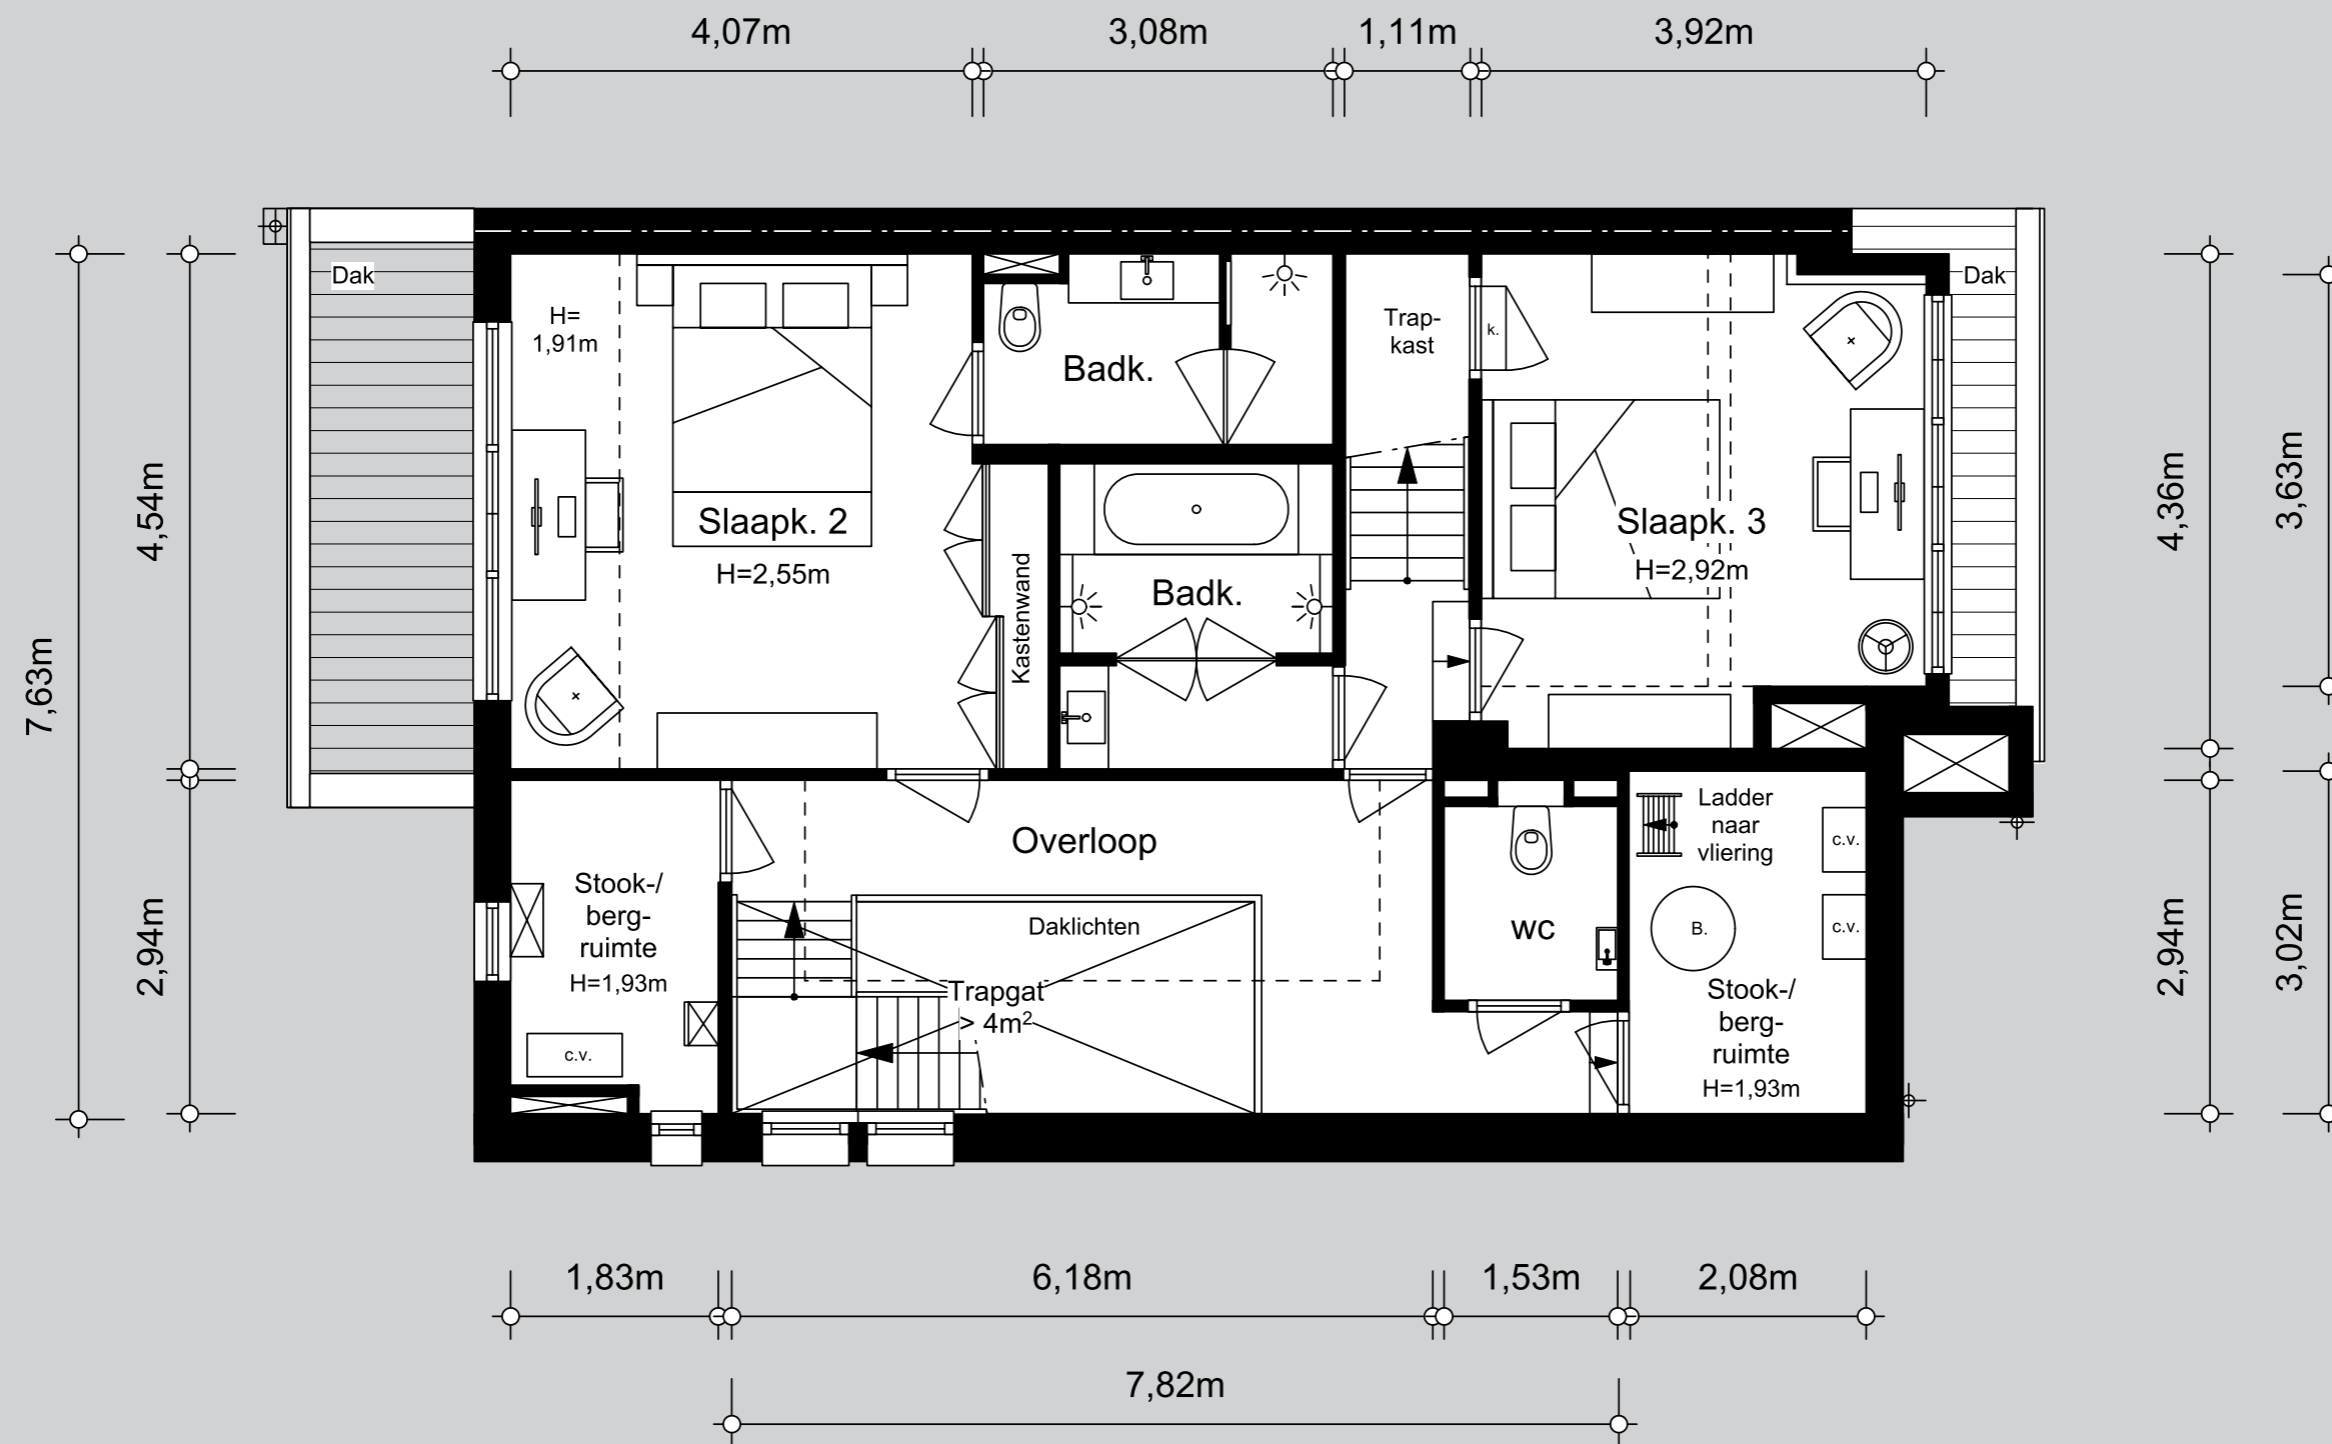 4,07m
3,08m
1,11m
3,92m
Dak
Dak
H=
1,91m
Trap-
kast
k.
Badk.
4,54m
7,63m
4,36m
3,63m
Slaapk. 2
H=2,55m
Kastenwand
Badk.
Slaapk. 3
H=2,92m
Overloop
Ladder
naar
vliering
c.v.
Stook-/
berg-
ruimte
H=1,93m
c.v.
Daklichten
Trapgat
> 4m²
wc
B.
c.v.
Stook-/
berg-
ruimte
H=1,93m
2,94m
2,94m
3,02m
1,83m
6,18m
1,53m
2,08m
7,82m